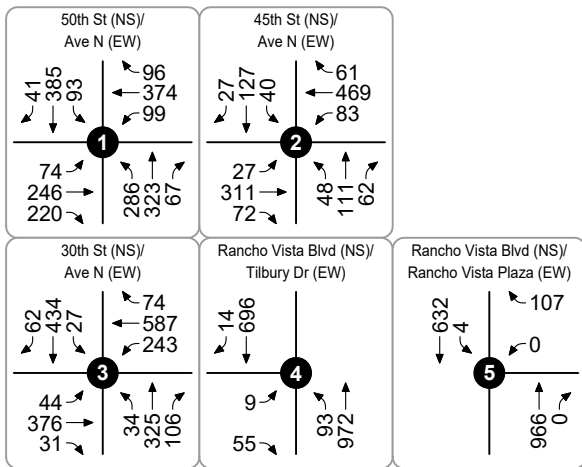 50th St (NS)/
Ave N (EW)
41 385 93
96
374
99
1
74
246
220
286 323 67
45th St (NS)/
Ave N (EW)
27 127 40
61
469
83
2
27
311
72
48 111 62
30th St (NS)/
Ave N (EW)
62 434 27
74
587
243
3
44
376
31
34 325 106
Rancho Vista Blvd (NS)/
Tilbury Dr (EW)
14 696
4
9
55
93 972
Rancho Vista Blvd (NS)/
Rancho Vista Plaza (EW)
632 4
107
0
5
966 0